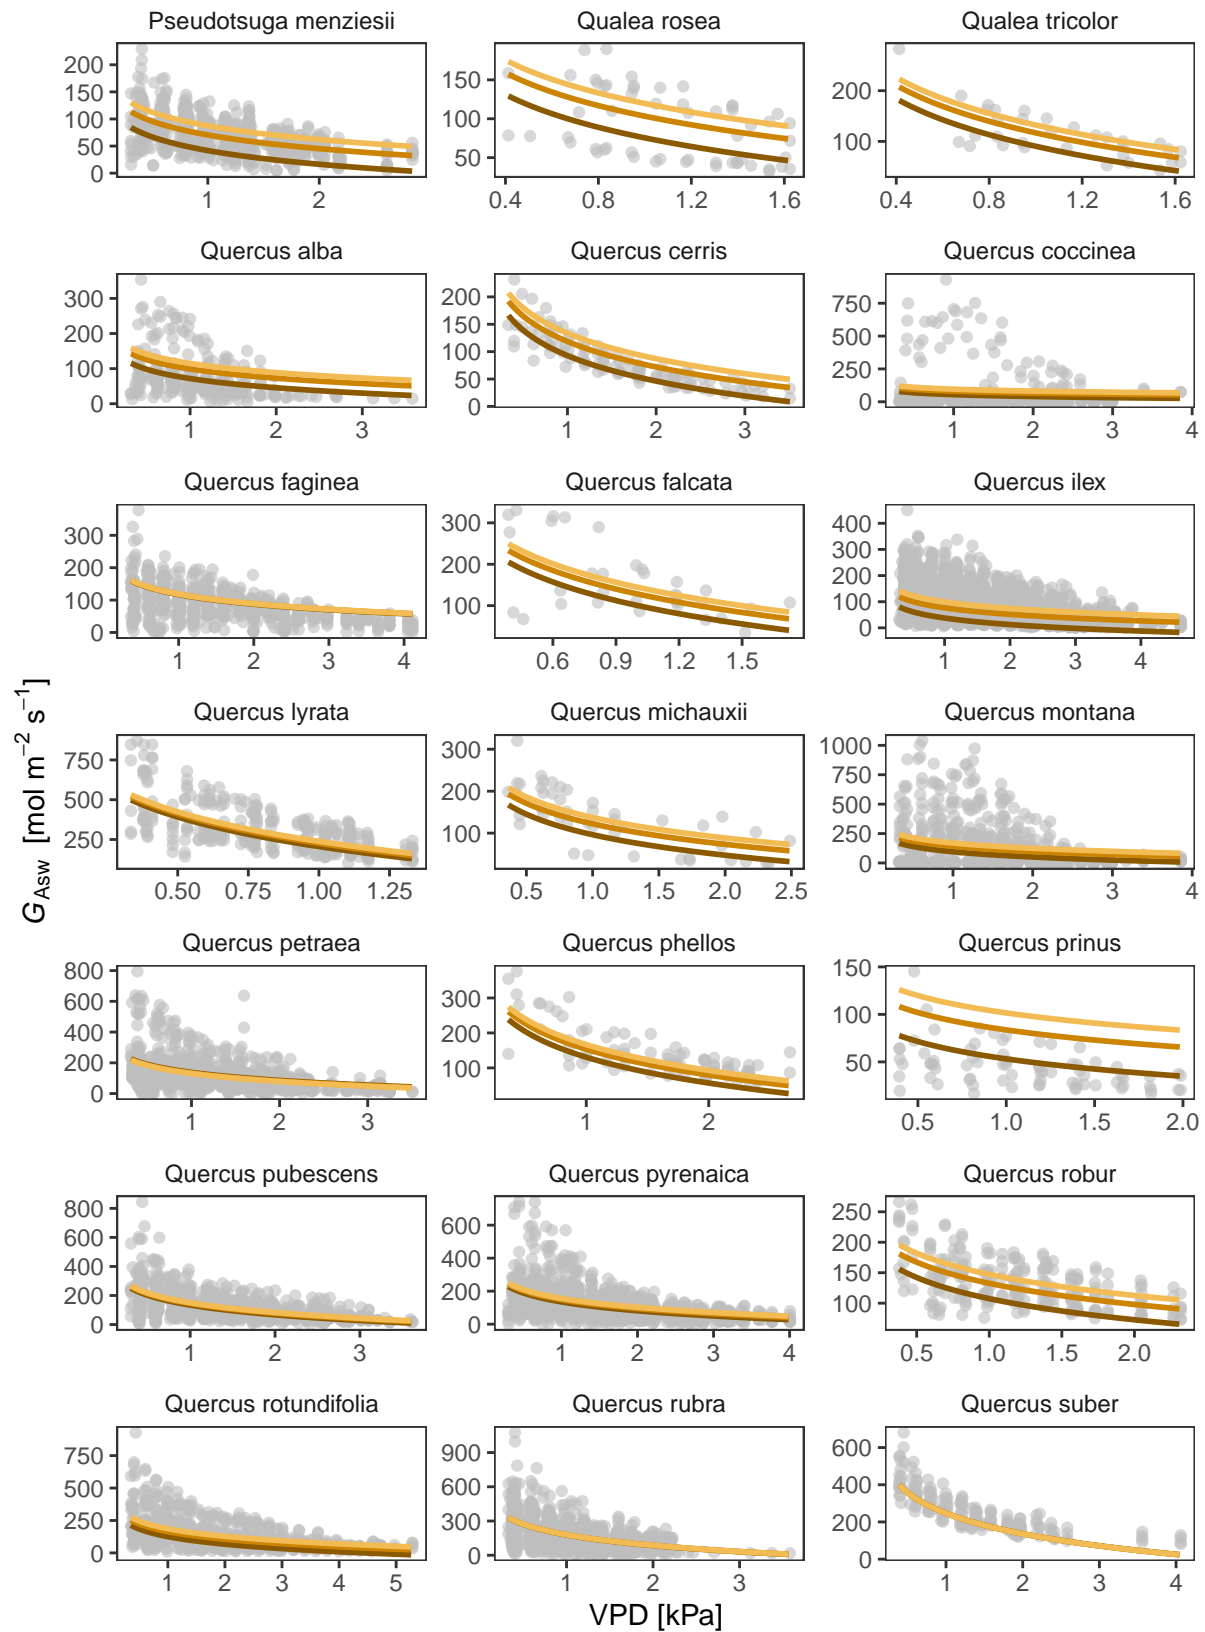 Pseudotsuga menziesii
Qualea rosea
Qualea tricolor
200
150
100
50
0
1 2
150
100
50
0.4 0.8 1.2 1.6
200
100
0.4 0.8 1.2 1.6
Quercus alba
Quercus cerris
Quercus coccinea
300
200
100
0
1 2 3
200
150
100
50
0
1 2 3
750
500
250
0
1 2 3 4
Quercus faginea
Quercus falcata
Quercus ilex
300
200
100
0
1 2 3 4
300
200
100
0.6 0.9 1.2 1.5
400
300
200
100
0
1 2 3 4
Quercus lyrata
Quercus michauxii
Quercus montana
750
500
250
0.50 0.75 1.00 1.25
300
200
100
0.5 1.0 1.5 2.0 2.5
1000
750
500
250
0
1 2 3 4
G_Asw [mol m⁻² s⁻¹]
Quercus petraea
Quercus phellos
Quercus prinus
800
600
400
200
0
1 2 3
300
200
100
1 2
150
100
50
0.5 1.0 1.5 2.0
Quercus pubescens
Quercus pyrenaica
Quercus robur
800
600
400
200
0
1 2 3 4 5
600
400
200
0
1 2 3 4
250
200
150
100
0.5 1.0 1.5 2.0
Quercus rotundifolia
Quercus rubra
Quercus suber
750
500
250
0
1 2 3 4 5
900
600
300
0
1 2 3
600
400
200
0
1 2 3 4
VPD [kPa]